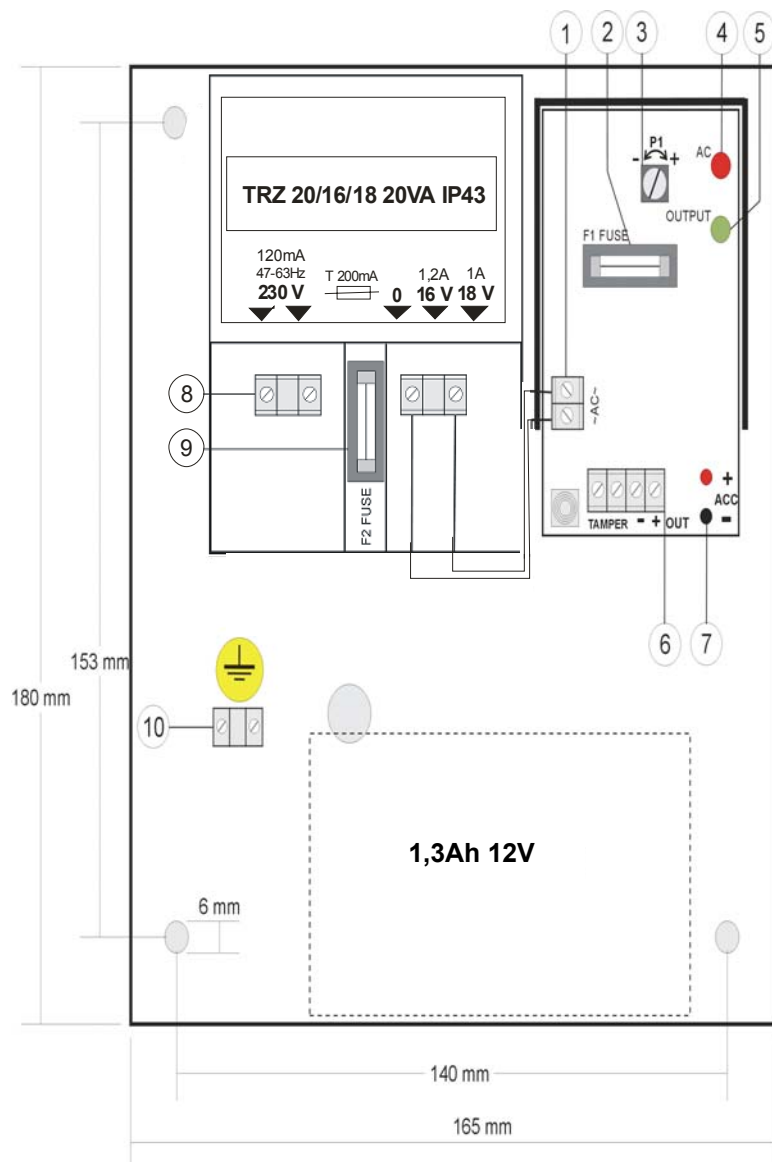 1 2 3 4 5
P1
- +
AC
TRZ 20/16/18 20VA IP43
OUTPUT
F1 FUSE
120mA
47-63Hz
230 V
T 200mA
0
1,2A
16 V
1A
18 V
8
~AC~
9
F2 FUSE
+
ACC
-
TAMPER - + OUT
6 7
153 mm
180 mm
10
1,3Ah 12V
6 mm
140 mm
165 mm